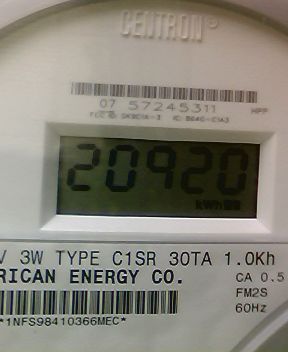 CENTRON®
07 57245311
HPP
20920
kWh
V 3W TYPE C1SR 30TA 1.0Kh
RICAN ENERGY CO.
CA 0.5
FM2S
60Hz
*1NFS98410366MEC*